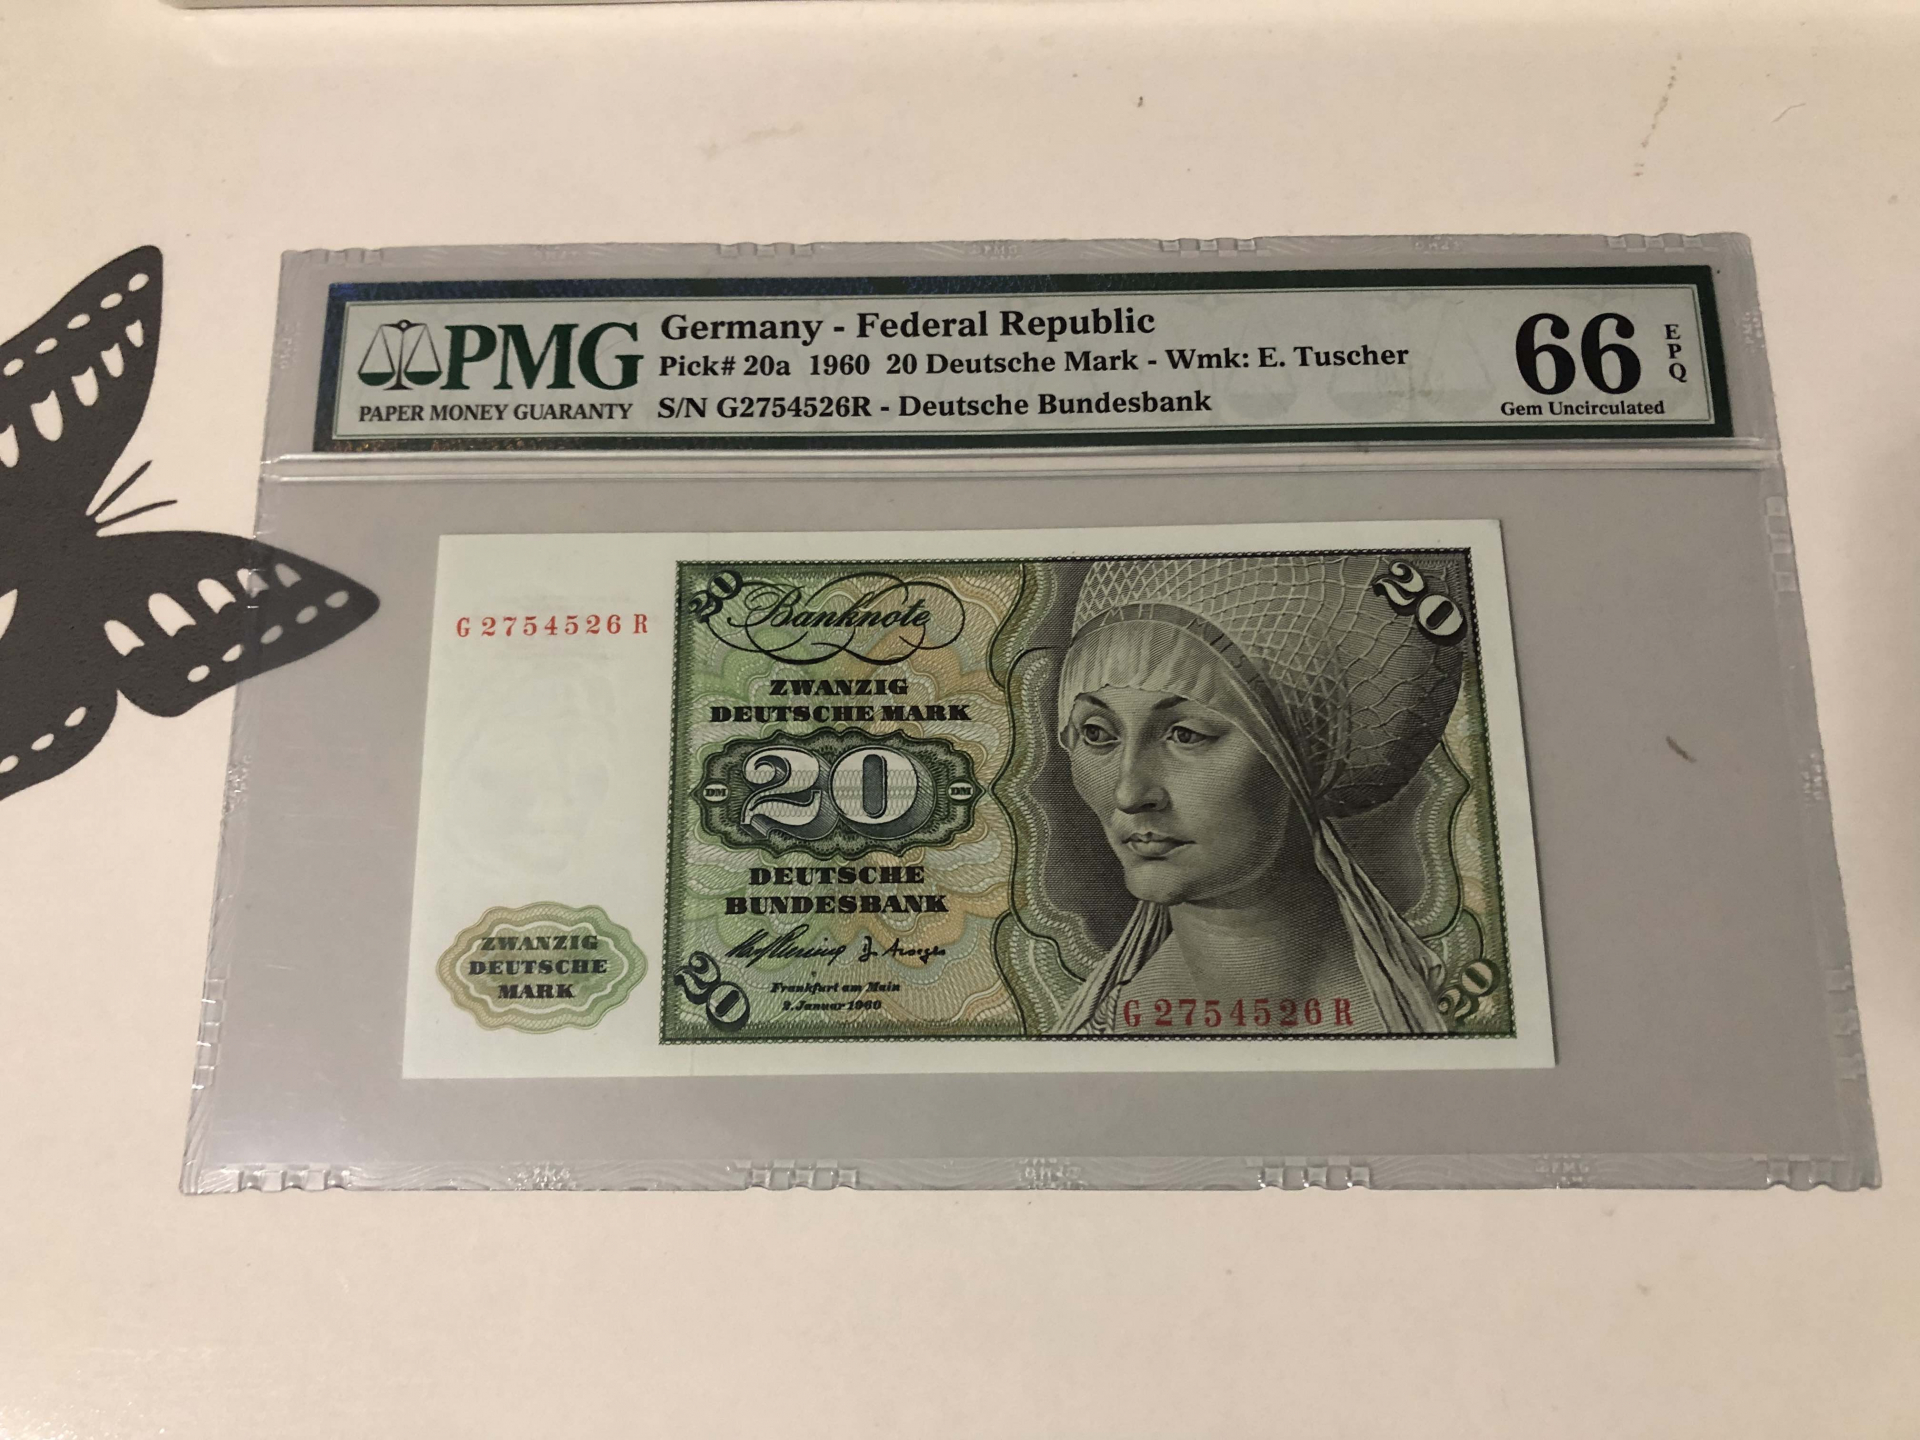 PMG
PAPER MONEY GUARANTY
Germany - Federal Republic
Pick# 20a 1960 20 Deutsche Mark - Wmk: E. Tuscher
S/N G2754526R - Deutsche Bundesbank
66
EPQ
Gem Uncirculated
G2754526R
20
Banknote
20
ZWANZIG
DEUTSCHE MARK
DM
20
DM
DEUTSCHE
BUNDESBANK
Frankfurt am Main
2. Januar 1960
ZWANZIG
DEUTSCHE
MARK
20
G2754526R
20